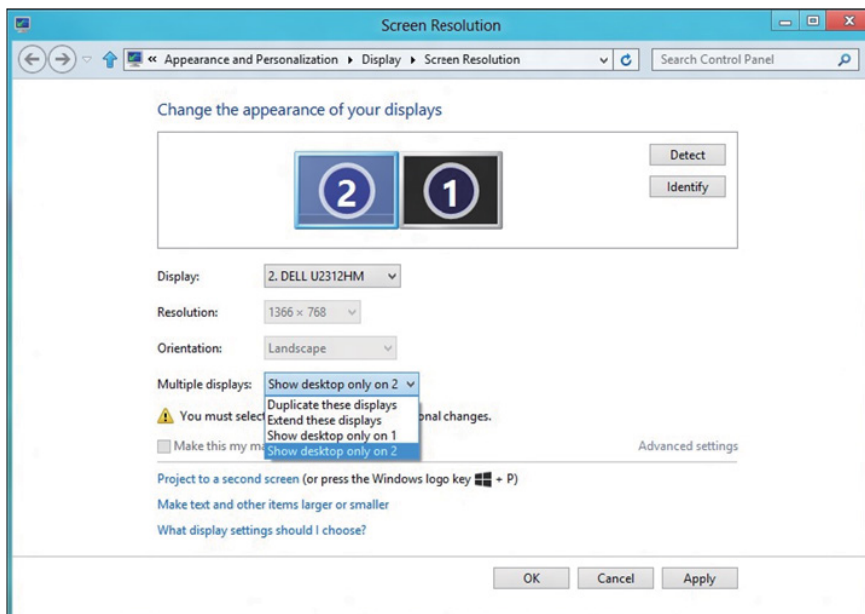 Screen Resolution
« Appearance and Personalization Display Screen Resolution Search Control Panel
Change the appearance of your displays
2 1
Detect
Identify
Display: 2. DELL U2312HM
Resolution: 1366 × 768
Orientation: Landscape
Multiple displays: Show desktop only on 2
Duplicate these displays
You must selec onal changes.
Extend these displays
Show desktop only on 1
Make this my ma Advanced settings
Show desktop only on 2
Project to a second screen (or press the Windows logo key + P)
Make text and other items larger or smaller
What display settings should I choose?
OK Cancel Apply